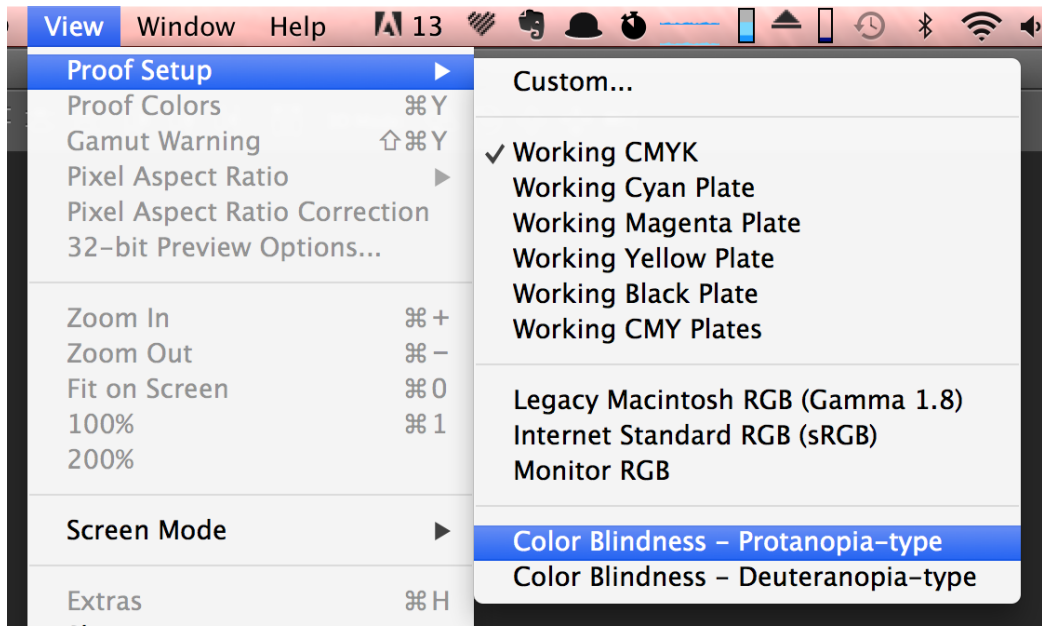 View Window Help 13
Proof Setup
Proof Colors ⌘Y
Gamut Warning ⇧⌘Y
Pixel Aspect Ratio
Pixel Aspect Ratio Correction
32-bit Preview Options...
Zoom In ⌘+
Zoom Out ⌘−
Fit on Screen ⌘0
100% ⌘1
200%
Screen Mode
Extras ⌘H
Custom...
✓ Working CMYK
Working Cyan Plate
Working Magenta Plate
Working Yellow Plate
Working Black Plate
Working CMY Plates
Legacy Macintosh RGB (Gamma 1.8)
Internet Standard RGB (sRGB)
Monitor RGB
Color Blindness – Protanopia-type
Color Blindness – Deuteranopia-type